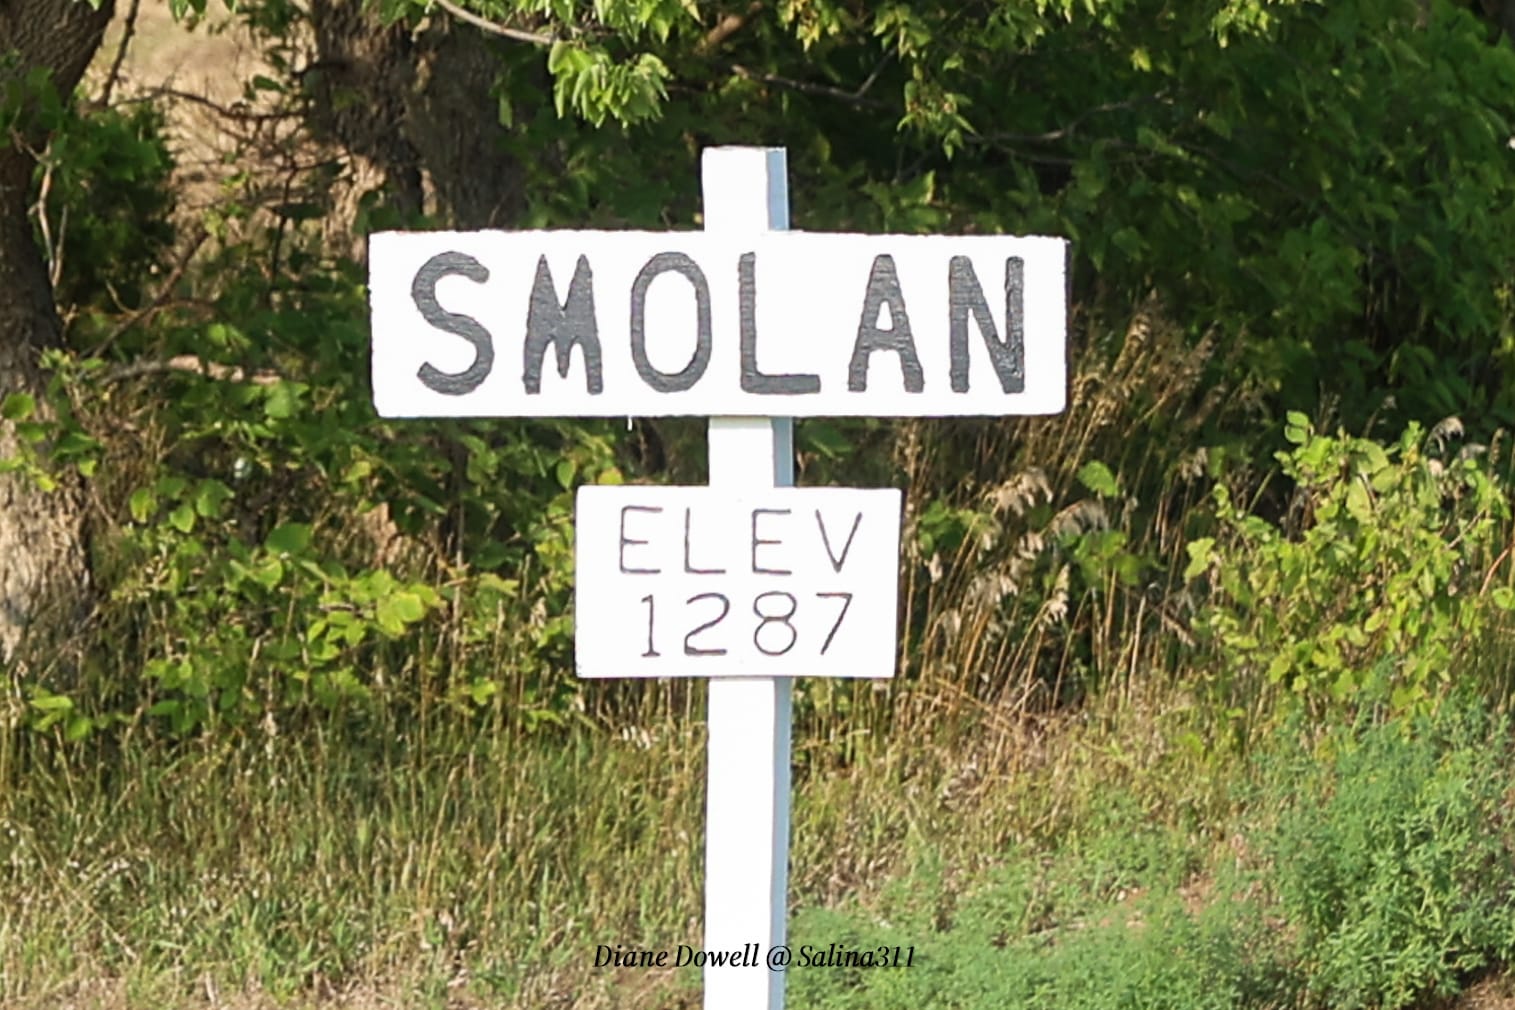 SMOLAN
ELEV
1287
Diane Dowell @ Salina311